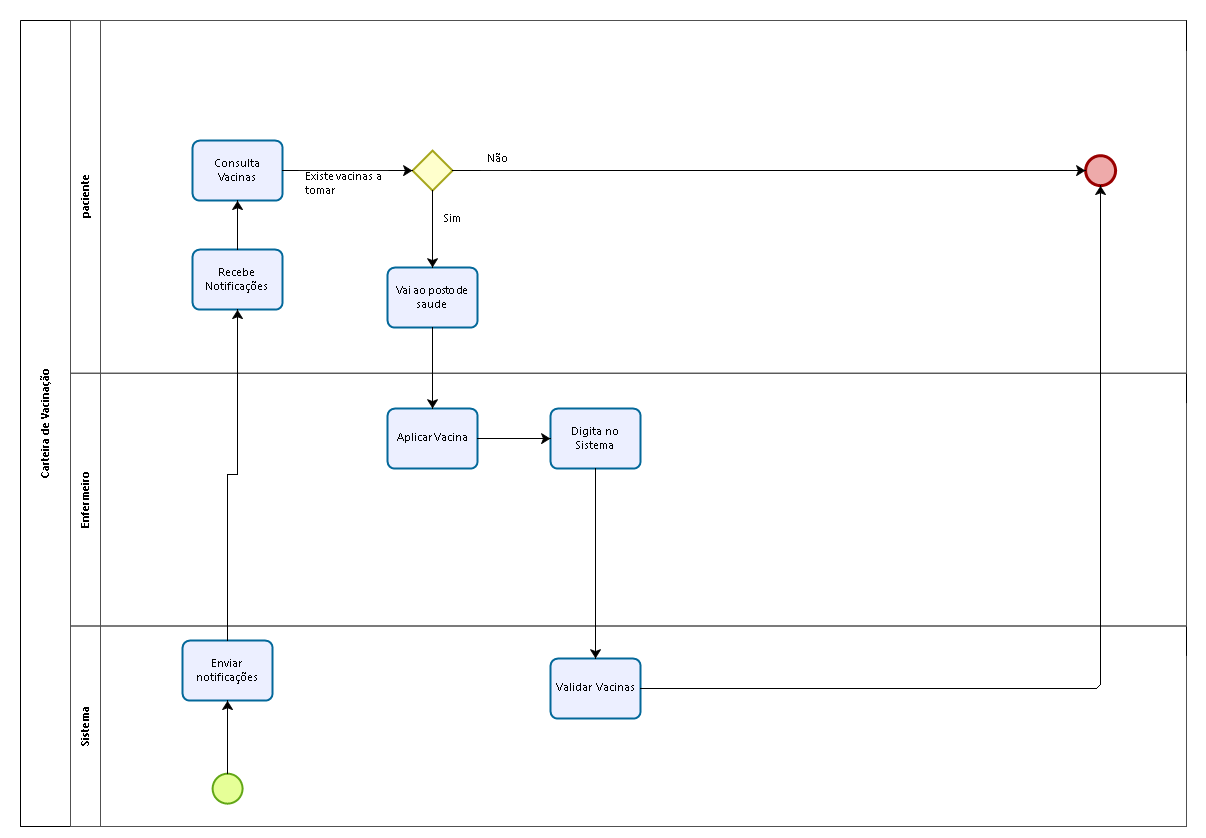 Carteira de Vacinação
paciente
Consulta
Vacinas
Existe vacinas a
tomar
Não
Sim
Recebe
Notificações
Vai ao posto de
saude
Enfermeiro
Aplicar Vacina
Digita no
Sistema
Sistema
Enviar
notificações
Validar Vacinas